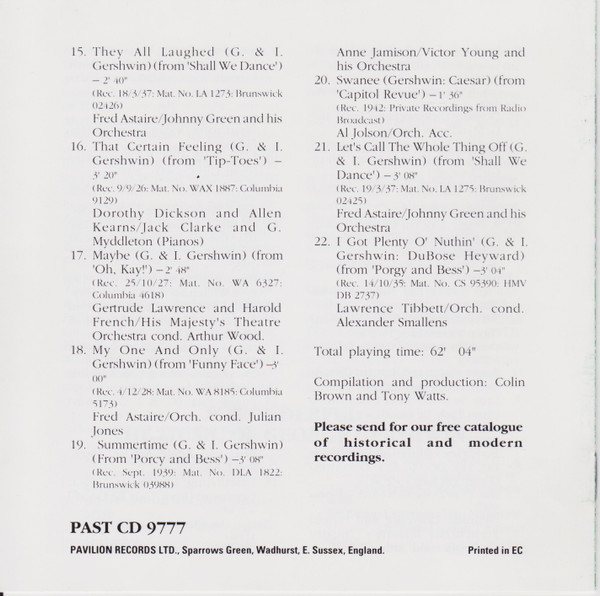 15. They All Laughed (G. & I.
Gershwin) (from 'Shall We Dance')
– 2' 40"
(Rec. 18/3/37: Mat. No. LA 1273: Brunswick
02426)
Fred Astaire/Johnny Green and his
Orchestra
16. That Certain Feeling (G. & I.
Gershwin) (from 'Tip-Toes') –
3' 20"
(Rec. 9/9/26: Mat. No. WAX 1887: Columbia
9129)
Dorothy Dickson and Allen
Kearns/Jack Clarke and G.
Myddleton (Pianos)
17. Maybe (G. & I. Gershwin) (from
'Oh, Kay!') – 2' 48"
(Rec. 25/10/27: Mat. No. WA 6327:
Columbia 4618)
Gertrude Lawrence and Harold
French/His Majesty's Theatre
Orchestra cond. Arthur Wood.
18. My One And Only (G. & I.
Gershwin) (from 'Funny Face') –3'
00"
(Rec. 4/12/28: Mat. No. WA 8185: Columbia
5173)
Fred Astaire/Orch. cond. Julian
Jones
19. Summertime (G. & I. Gershwin)
(From 'Porcy and Bess') –3' 08"
(Rec. Sept. 1939: Mat. No. DLA 1822:
Brunswick 03988)
Anne Jamison/Victor Young and
his Orchestra
20. Swanee (Gershwin: Caesar) (from
'Capitol Revue') – 1' 36"
(Rec. 1942: Private Recordings from Radio
Broadcast)
Al Jolson/Orch. Acc.
21. Let's Call The Whole Thing Off (G.
& I. Gershwin) (from 'Shall We
Dance') – 3' 08"
(Rec. 19/3/37: Mat. No. LA 1275: Brunswick
02425)
Fred Astaire/Johnny Green and his
Orchestra
22. I Got Plenty O' Nuthin' (G. & I.
Gershwin: DuBose Heyward)
(from 'Porgy and Bess') –3' 04"
(Rec. 14/10/35: Mat. No. CS 95390: HMV
DB 2737)
Lawrence Tibbett/Orch. cond.
Alexander Smallens
Total playing time: 62' 04"
Compilation and production: Colin
Brown and Tony Watts.
Please send for our free catalogue
of historical and modern
recordings.
PAST CD 9777
PAVILION RECORDS LTD., Sparrows Green, Wadhurst, E. Sussex, England. Printed in EC